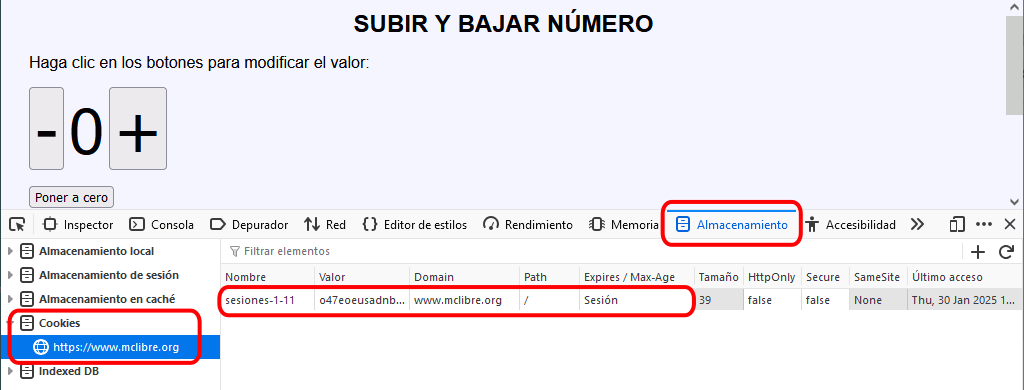 SUBIR Y BAJAR NÚMERO
Haga clic en los botones para modificar el valor:
- 0 +
Poner a cero
Inspector Consola Depurador Red Editor de estilos Rendimiento Memoria Almacenamiento Accesibilidad
Almacenamiento local
Almacenamiento de sesión
Almacenamiento en caché
Cookies
https://www.mclibre.org
Indexed DB
Filtrar elementos
Nombre Valor Domain Path Expires / Max-Age Tamaño HttpOnly Secure SameSite Último acceso
sesiones-1-11 o47eoeusadnb... www.mclibre.org / Sesión 39 false false None Thu, 30 Jan 2025 1...